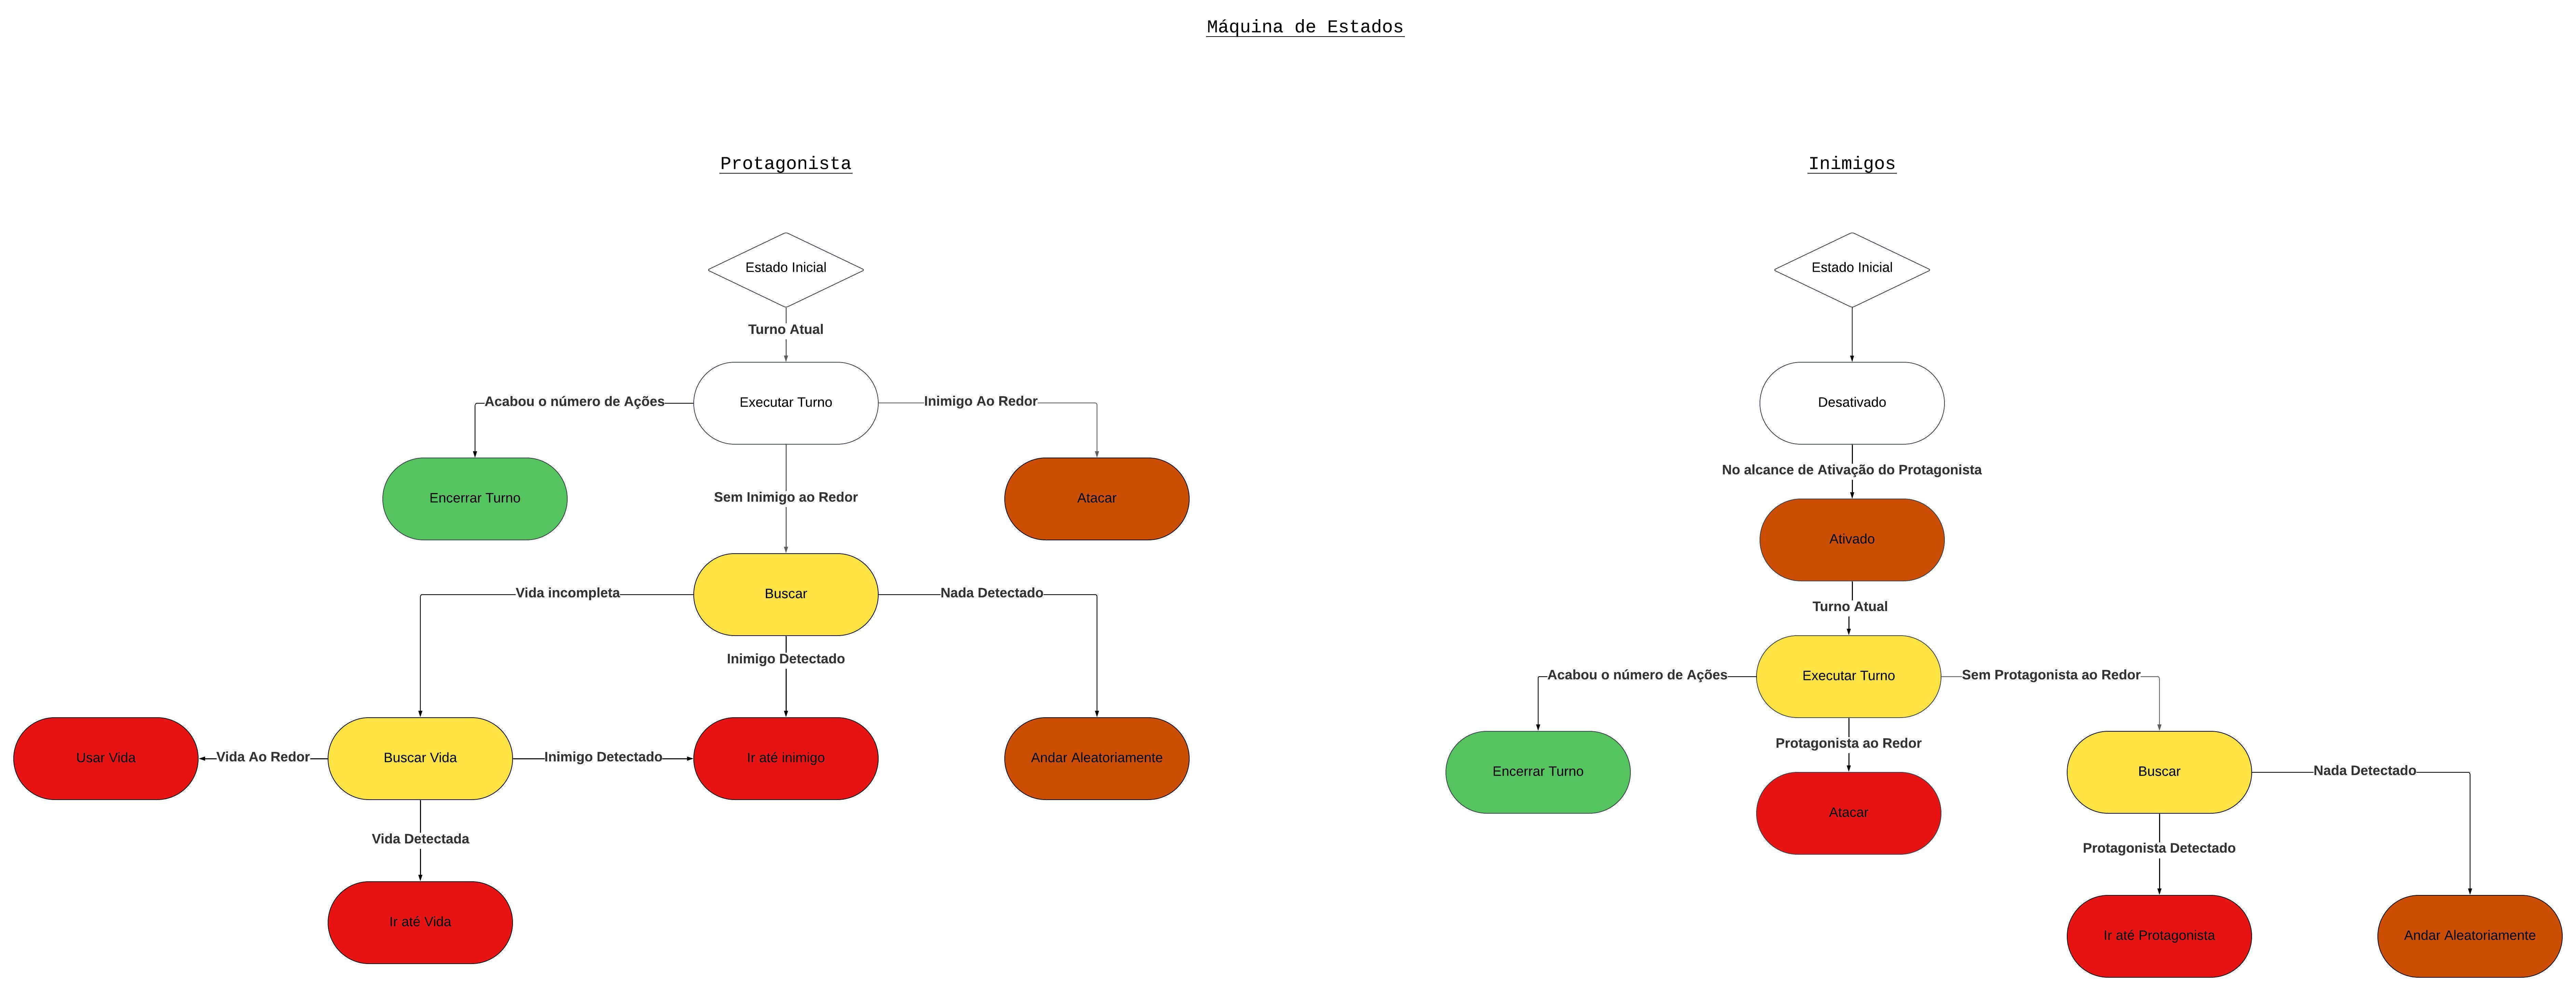 Máquina de Estados
Protagonista
Estado Inicial
Turno Atual
Acabou o número de Ações
Executar Turno
Inimigo Ao Redor
Encerrar Turno
Sem Inimigo ao Redor
Atacar
Vida incompleta
Buscar
Nada Detectado
Inimigo Detectado
Usar Vida
Vida Ao Redor
Buscar Vida
Inimigo Detectado
Ir até inimigo
Andar Aleatoriamente
Vida Detectada
Ir até Vida
Inimigos
Estado Inicial
Desativado
No alcance de Ativação do Protagonista
Ativado
Turno Atual
Acabou o número de Ações
Executar Turno
Sem Protagonista ao Redor
Protagonista ao Redor
Encerrar Turno
Atacar
Buscar
Nada Detectado
Protagonista Detectado
Ir até Protagonista
Andar Aleatoriamente